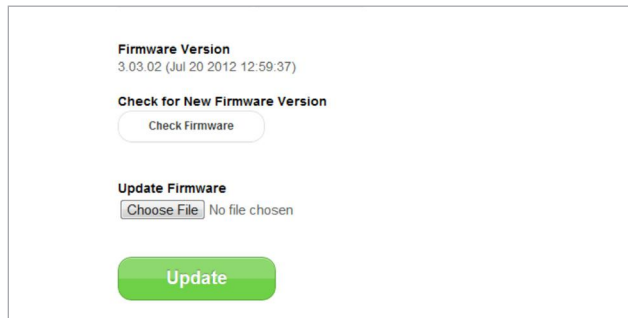 Firmware Version
3.03.02 (Jul 20 2012 12:59:37)
Check for New Firmware Version
Check Firmware
Update Firmware
Choose File No file chosen
Update